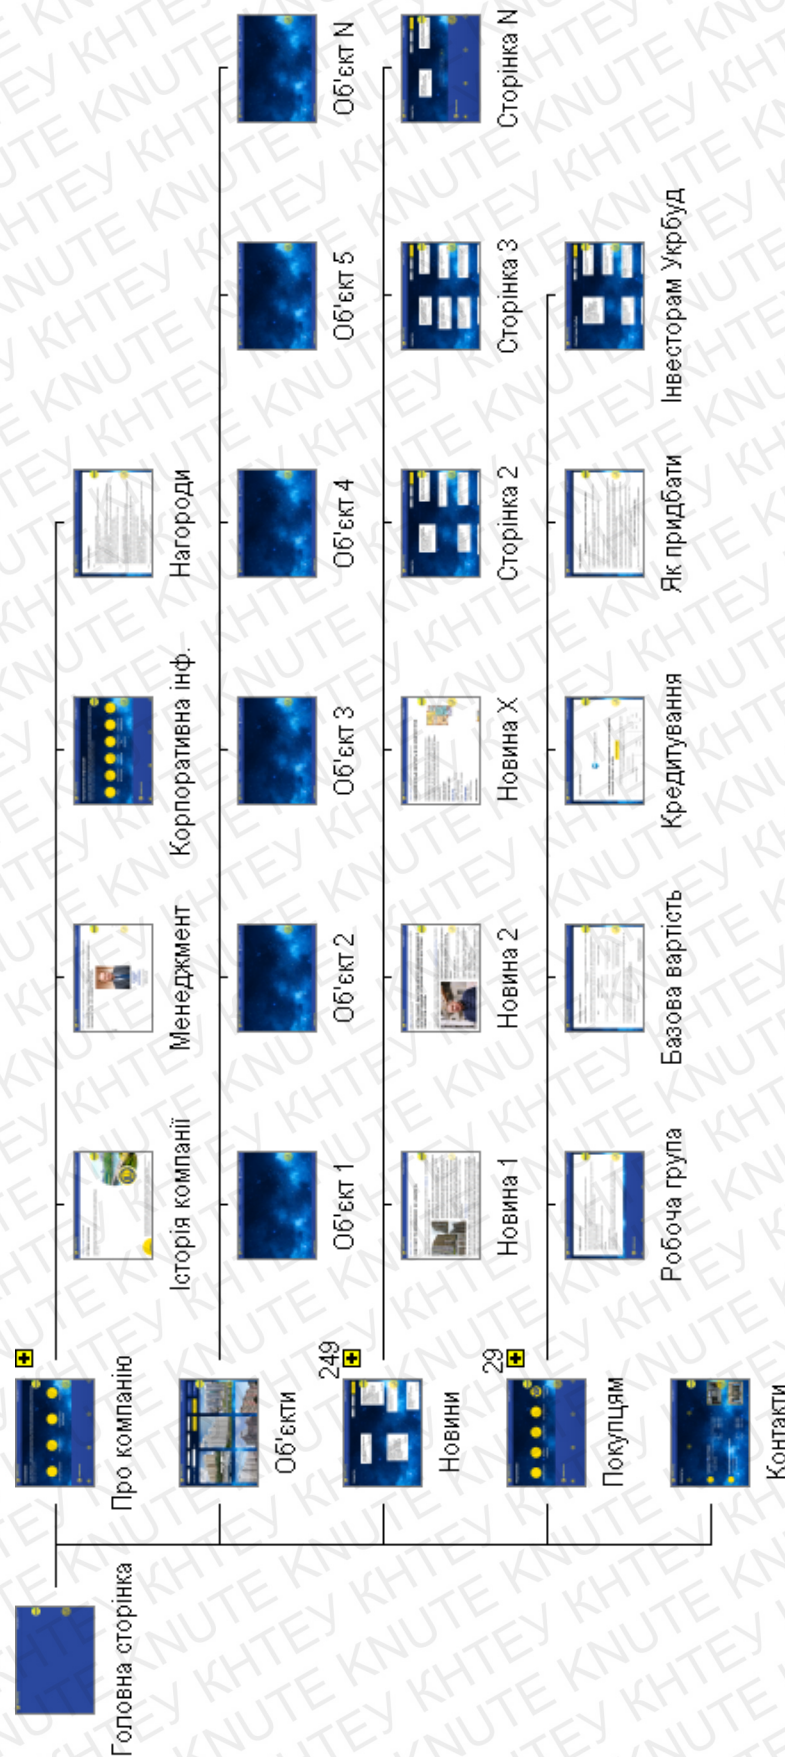 Головна сторінка
Про компанію
Історія компанії
Менеджмент
Корпоративна інф.
Нагороди
Об'єкти
Об'єкт 1
Об'єкт 2
Об'єкт 3
Об'єкт 4
Об'єкт 5
Об'єкт N
249
Новини
Новина 1
Новина 2
Новина X
Сторінка 2
Сторінка 3
Сторінка N
29
Покупцям
Робоча група
Базова вартість
Кредитування
Як придбати
Інвесторам Укрбуд
Контакти
KNUTE КНТЕУ